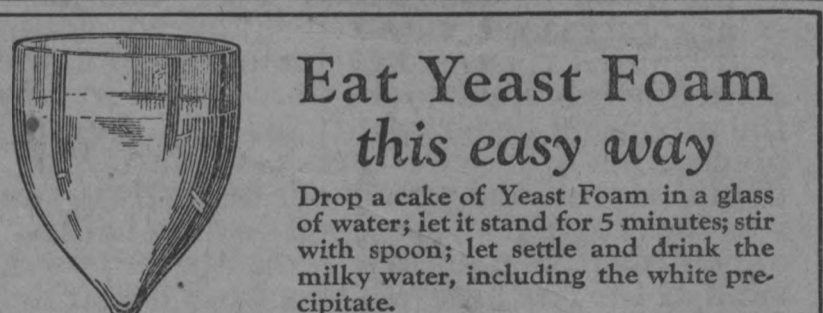 Eat Yeast Foam
this easy way
Drop a cake of Yeast Foam in a glass
of water; let it stand for 5 minutes; stir
with spoon; let settle and drink the
milky water, including the white pre-
cipitate.